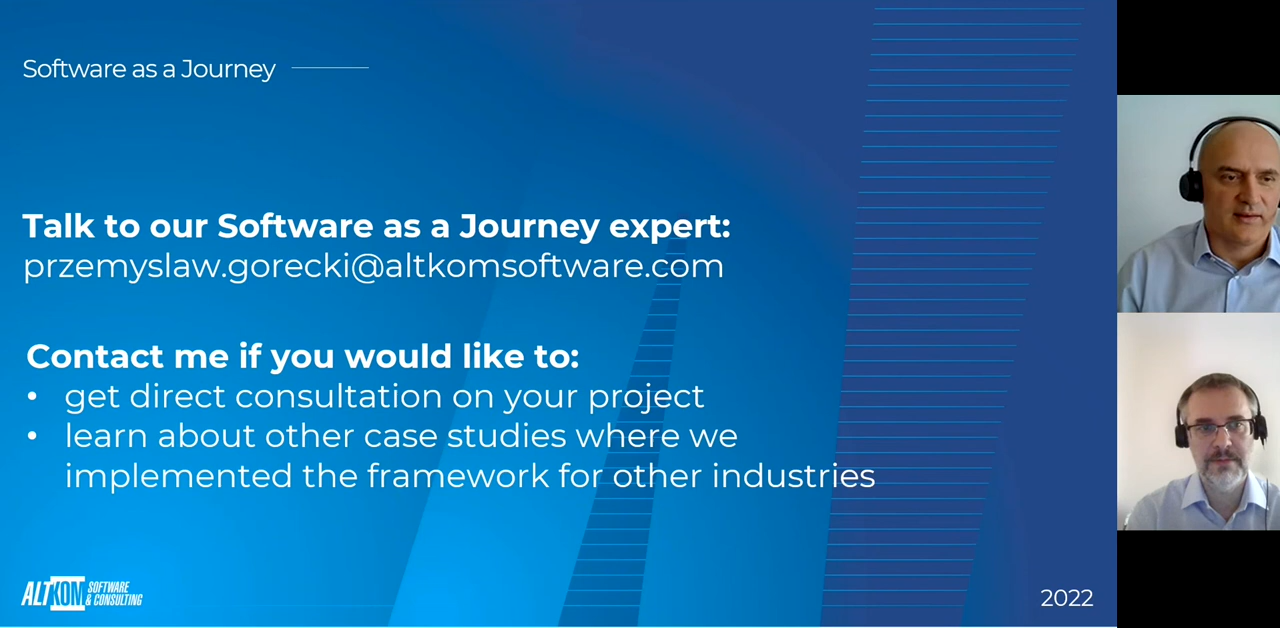 Software as a Journey
Talk to our Software as a Journey expert:
przemyslaw.gorecki@altkomsoftware.com
Contact me if you would like to:
• get direct consultation on your project
• learn about other case studies where we
implemented the framework for other industries
ALTKOM SOFTWARE
& CONSULTING
2022